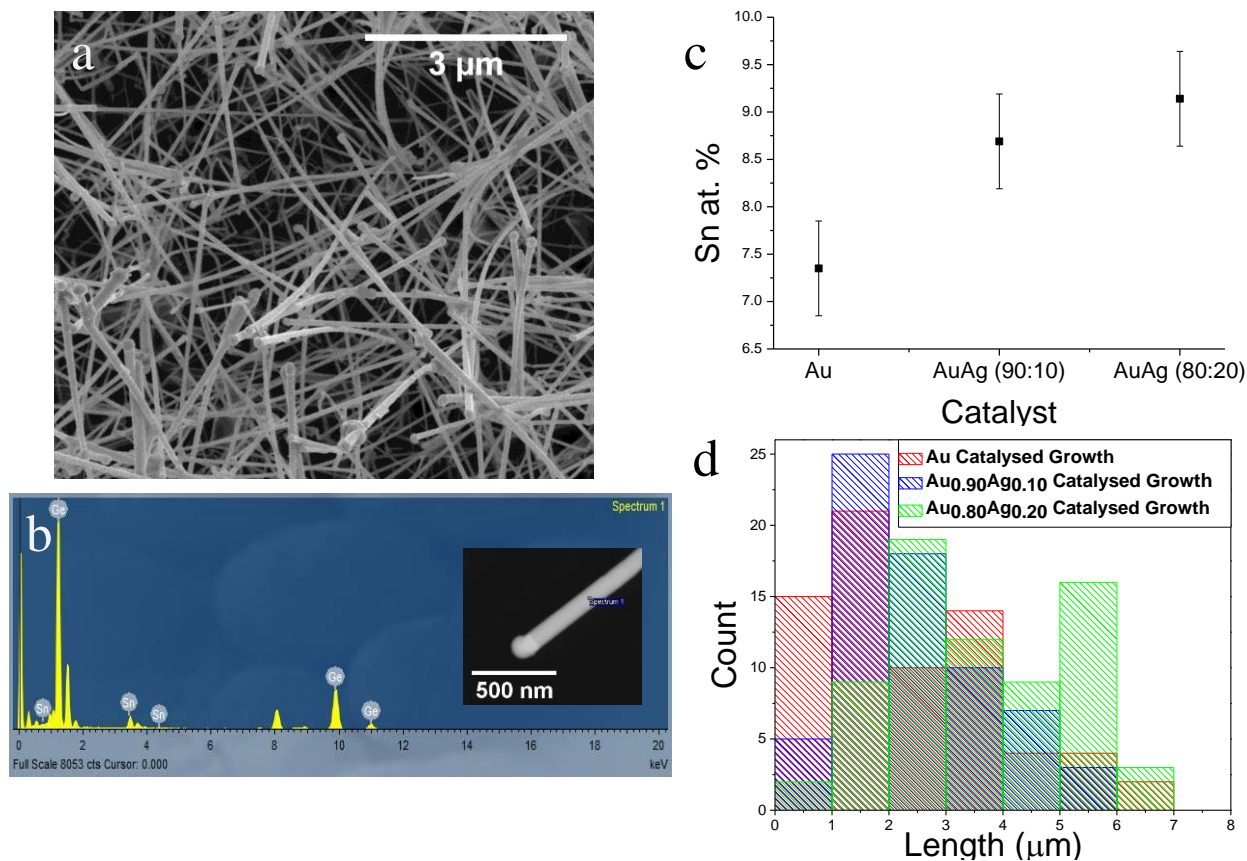 a
3 µm
b
Spectrum 1
Ge
Sn
Sn
Sn
Ge
Ge
Spectrum 1
500 nm
0 2 4 6 8 10 12 14 16 18 20
Full Scale 8053 cts Cursor: 0.000
keV
c
10.0
9.5
9.0
8.5
8.0
7.5
7.0
6.5
Sn at. %
Au AuAg (90:10) AuAg (80:20)
Catalyst
d
Au Catalysed Growth
Au0.90Ag0.10 Catalysed Growth
Au0.80Ag0.20 Catalysed Growth
25
20
15
10
5
0
Count
0 1 2 3 4 5 6 7 8
Length (µm)